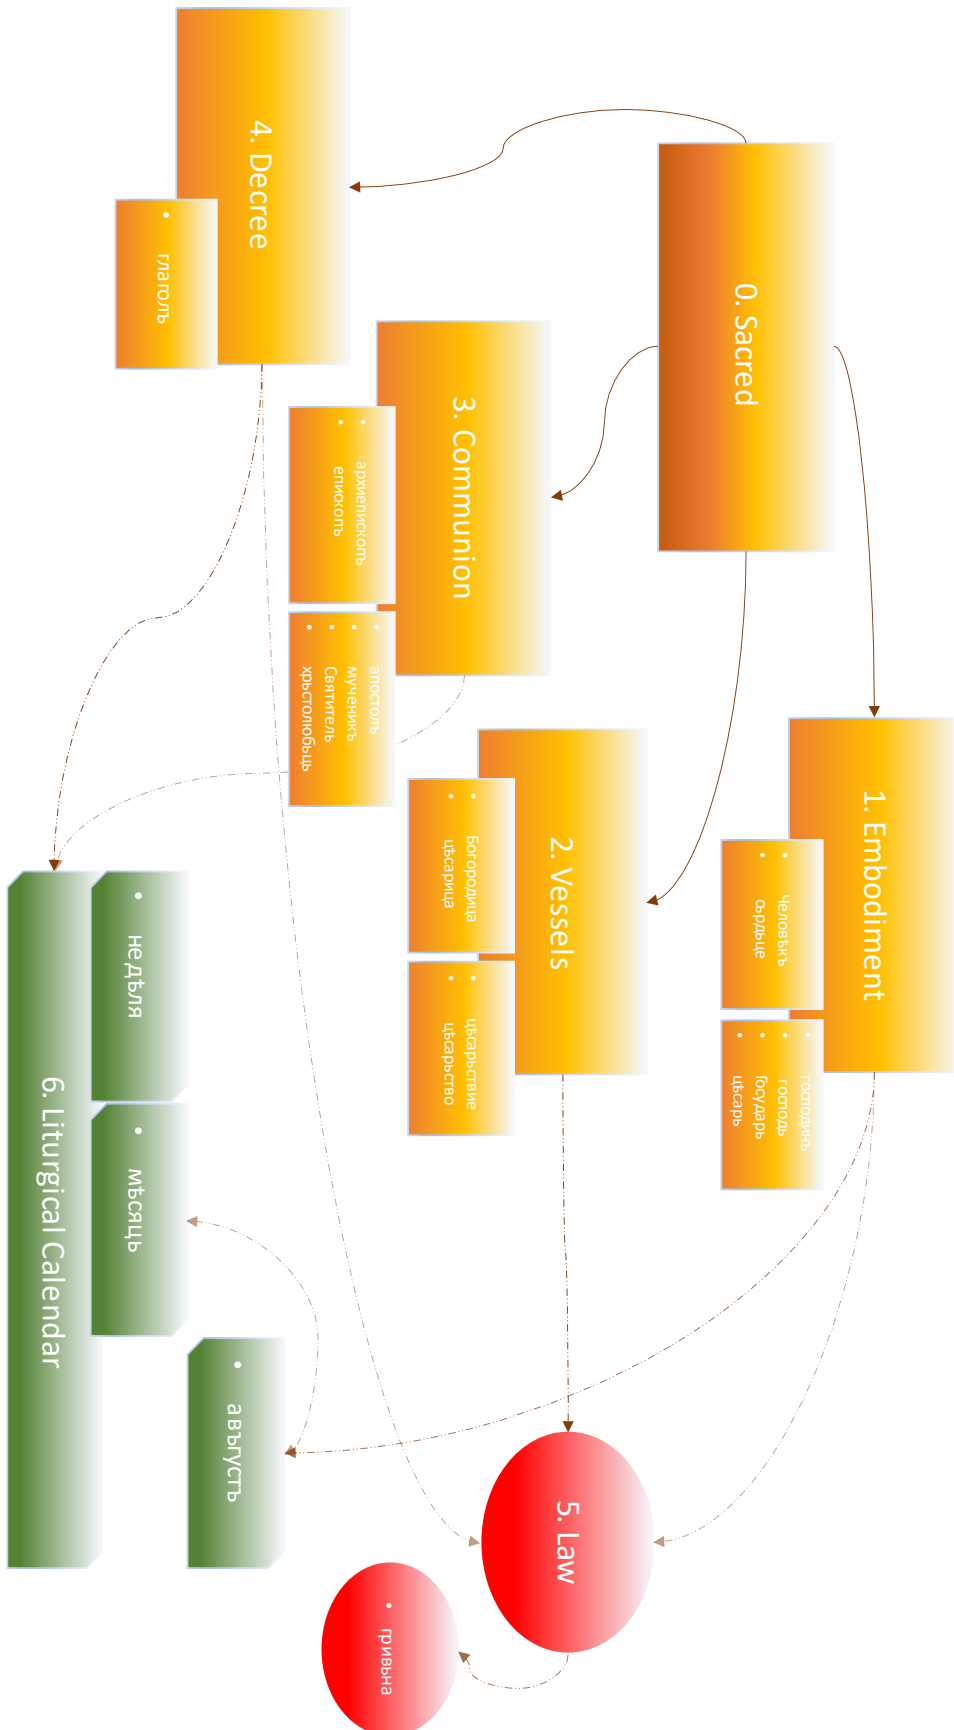 0. Sacred
1. Embodiment
• Человѣкъ
• сьрдьце
• господинъ
• господь
• Государь
• цѣсарь
2. Vessels
• Богородица
• цѣсарица
• цѣсарьствие
• цѣсарьство
3. Communion
• архиепископъ
• епископъ
• апостолъ
• мученикъ
• Святитель
• хрьстолюбьць
4. Decree
• глаголъ
5. Law
• гривьна
6. Liturgical Calendar
• недѣля
• мѣсяць
• авъгустъ